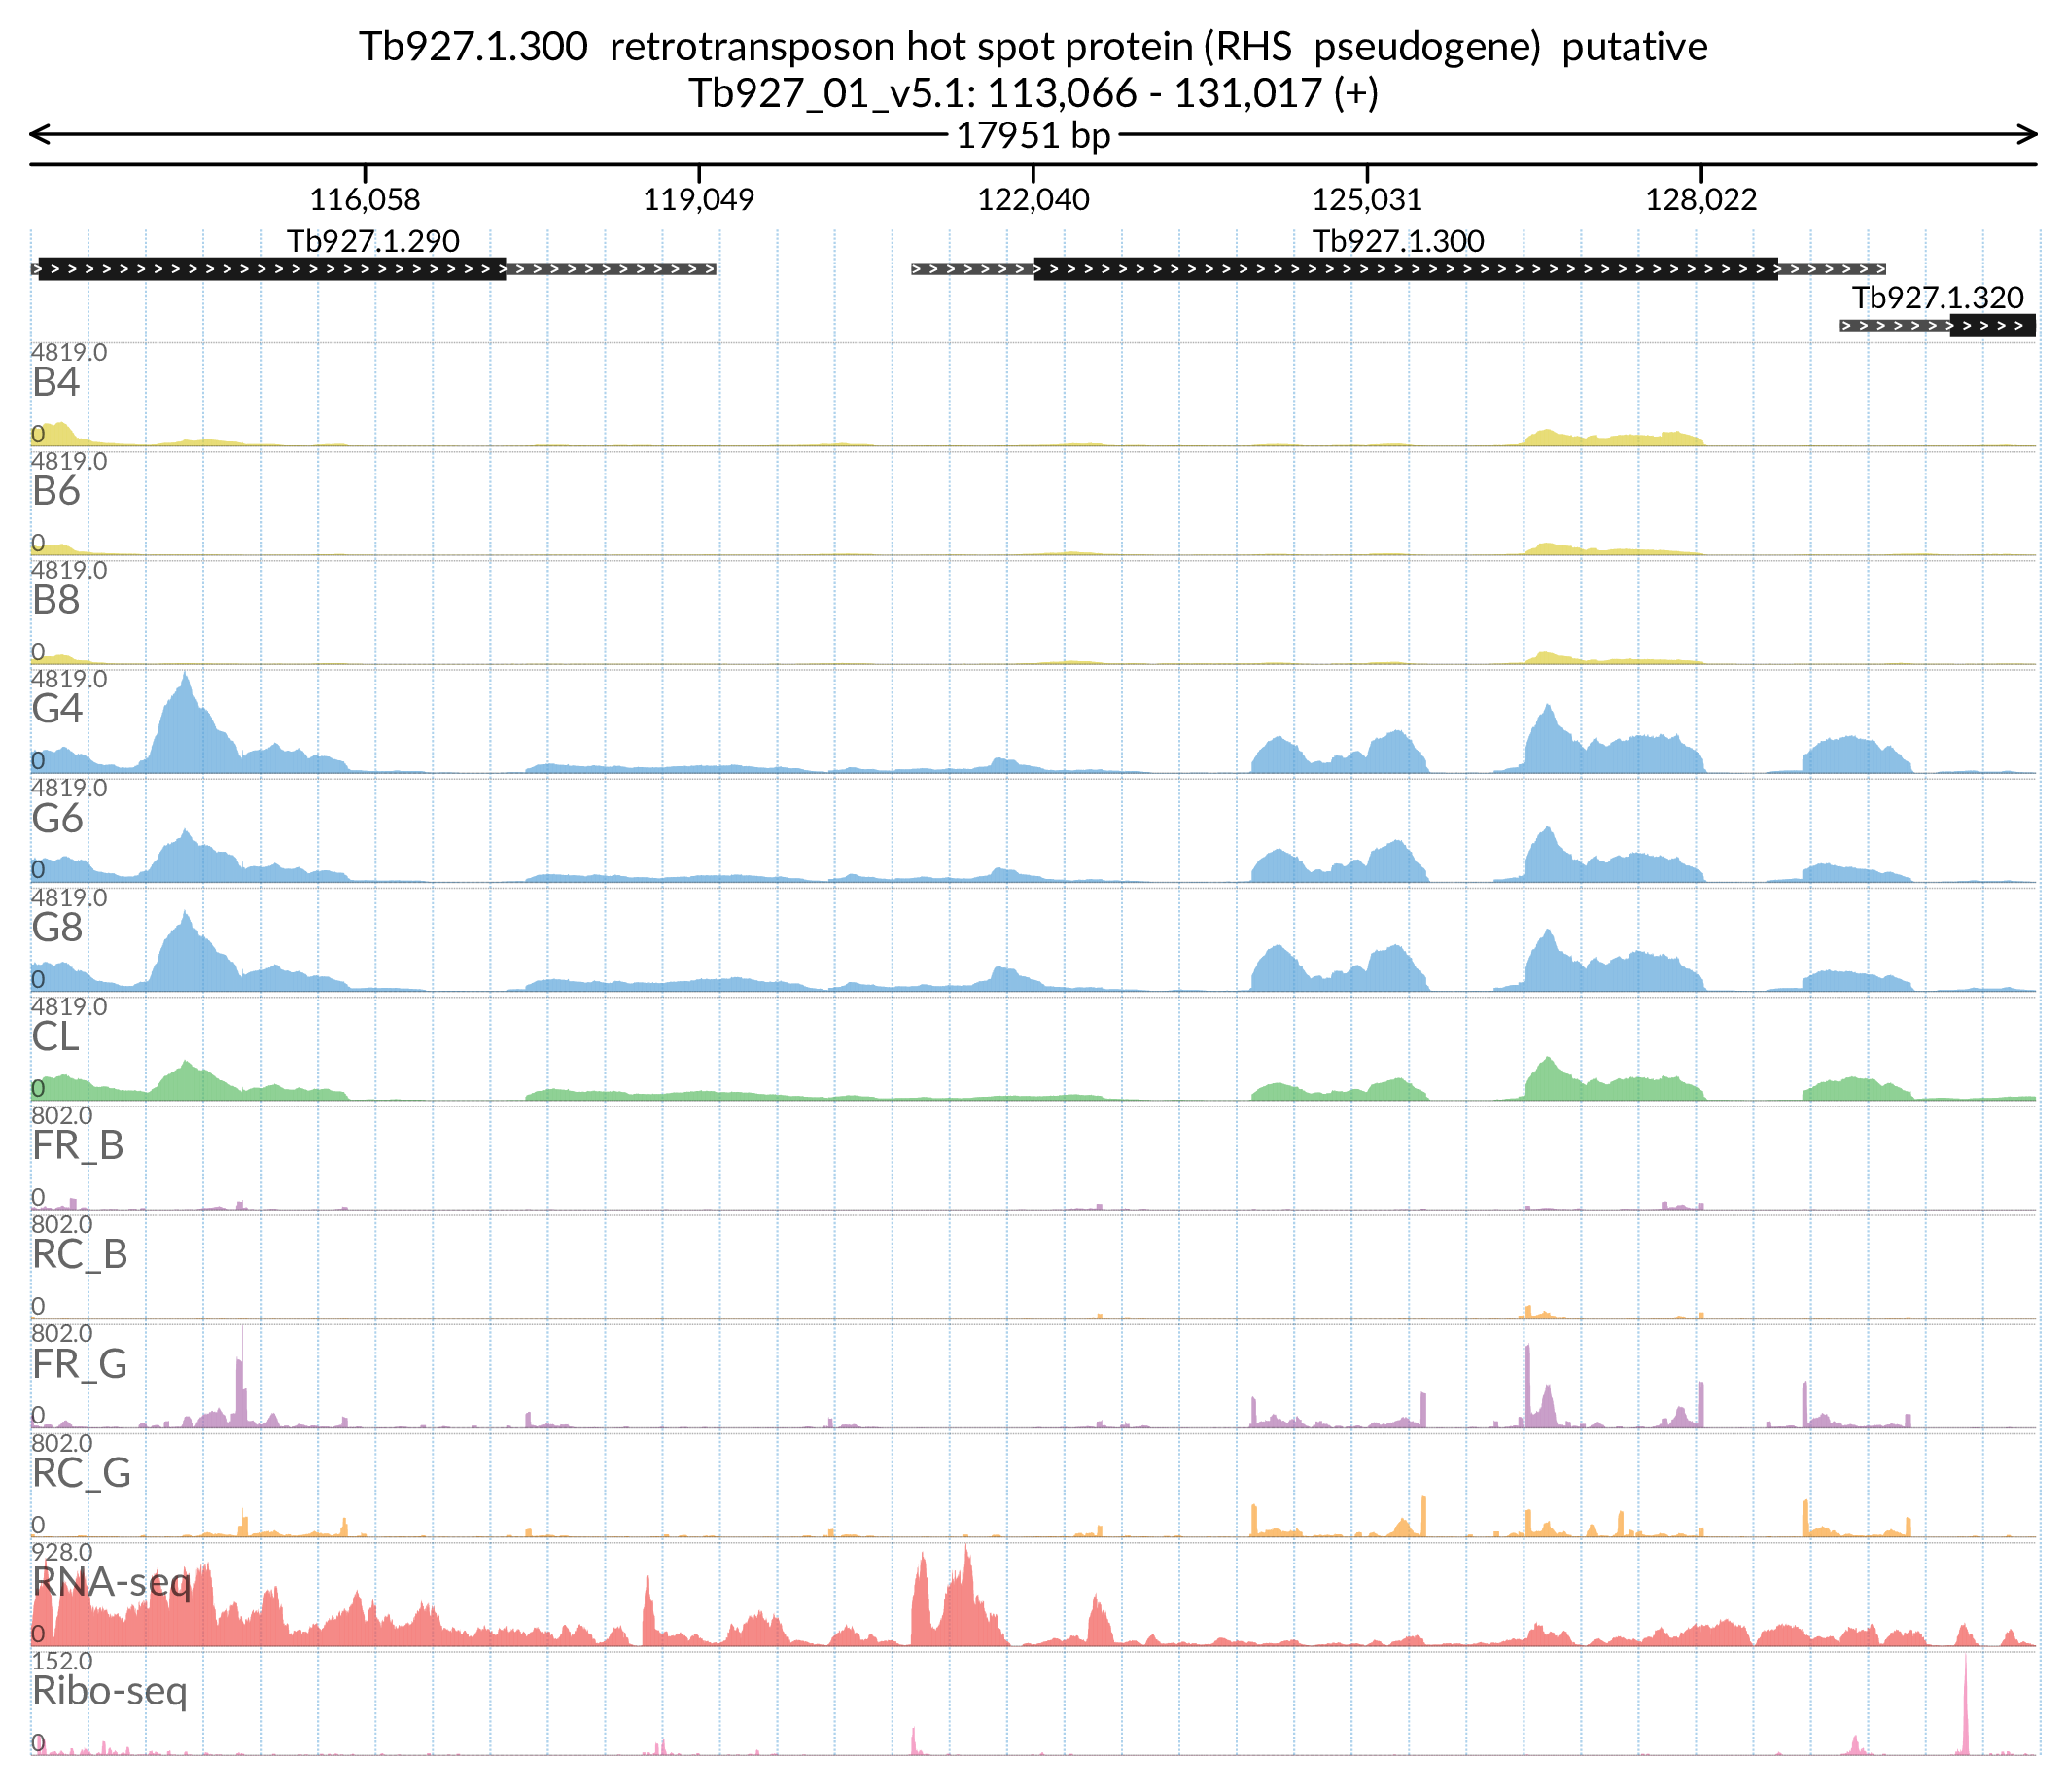 Tb927.1.300 retrotransposon hot spot protein (RHS pseudogene) putative
Tb927_01_v5.1: 113,066 - 131,017 (+)
17951 bp
116,058 119,049 122,040 125,031 128,022
Tb927.1.290 Tb927.1.300
Tb927.1.320
4819.0
B4
0
4819.0
B6
0
4819.0
B8
0
4819.0
G4
0
4819.0
G6
0
4819.0
G8
0
4819.0
CL
0
802.0
FR_B
0
802.0
RC_B
0
802.0
FR_G
0
802.0
RC_G
0
928.0
RNA-seq
0
152.0
Ribo-seq
0